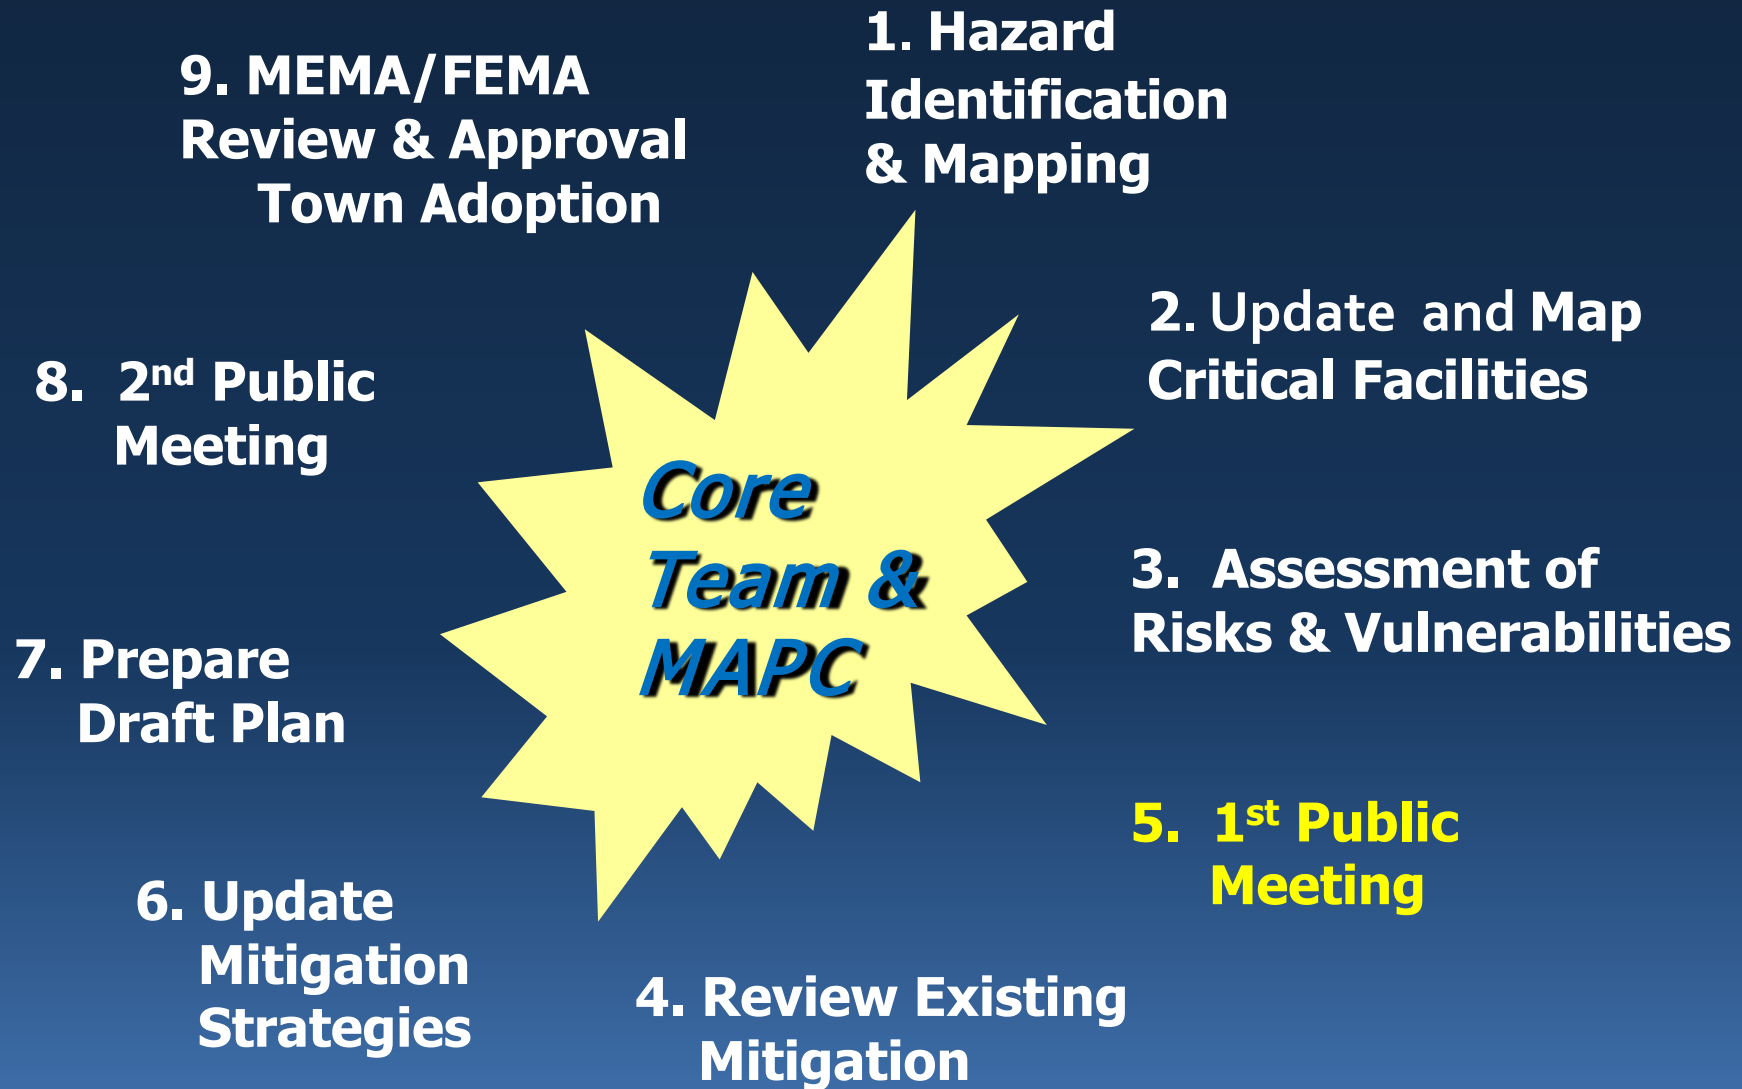 1. Hazard
Identification
& Mapping
2. Update and Map
Critical Facilities
3. Assessment of
Risks & Vulnerabilities
5. 1st Public
Meeting
4. Review Existing
Mitigation
6. Update
Mitigation
Strategies
7. Prepare
Draft Plan
8. 2nd Public
Meeting
9. MEMA/FEMA
Review & Approval
Town Adoption
Core
Team &
MAPC